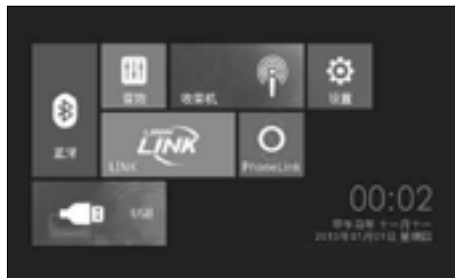 音效
收音机
设置
蓝牙
LINK
LINK
PhoneLink
USB
00:02
甲午马年 十一月十一
2015年01月01日 星期四